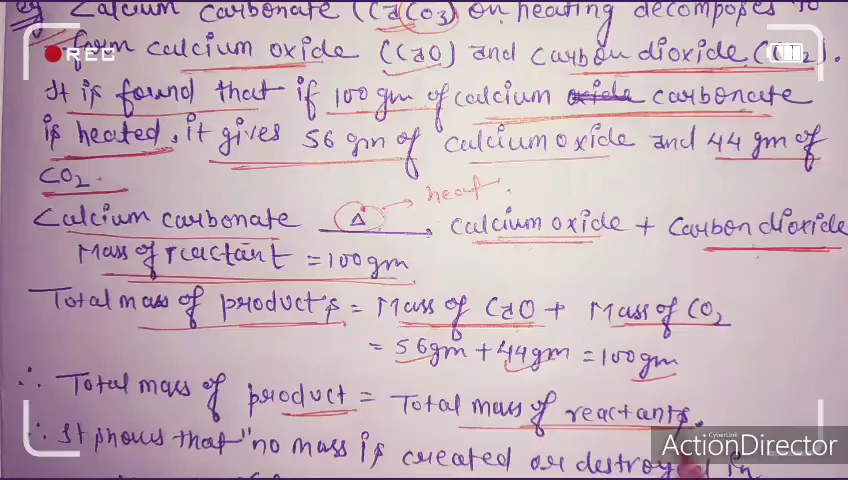 eg Calcium carbonate (CaCO3) on heating decomposes to
form calcium oxide (CaO) and carbon dioxide (CO2).
It is found that if 100 gm of calcium oxide carbonate
is heated, it gives 56 gm of calcium oxide and 44 gm of
CO2.
heat
Calcium carbonate Δ → calcium oxide + Carbon dioxide
Mass of reactant = 100 gm
Total mass of product's = Mass of CaO + Mass of CO2
= 56gm + 44gm = 100gm
∴ Total mass of product = Total mass of reactants.
∴ It shows that "no mass is created or destroyed in
REC
CyberLink
ActionDirector